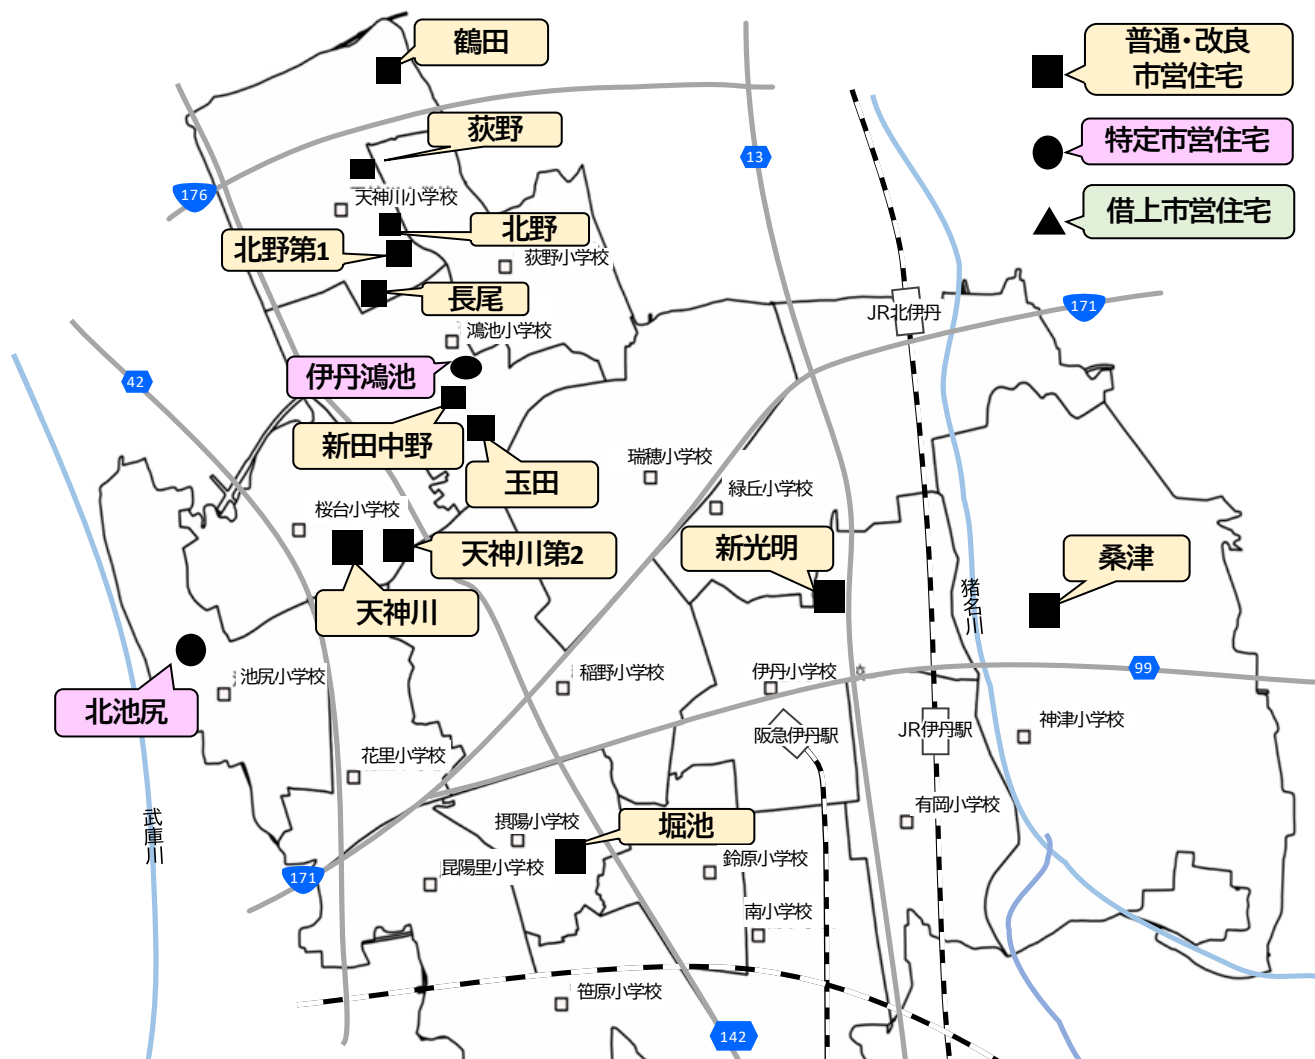 鶴田
普通・改良
市営住宅
荻野
特定市営住宅
13
176
天神川小学校
借上市営住宅
北野
北野第1
荻野小学校
長尾
JR北伊丹
171
鴻池小学校
伊丹鴻池
42
新田中野
瑞穂小学校
玉田
緑丘小学校
桜台小学校
天神川第2
新光明
桑津
天神川
猪名川
池尻小学校
稲野小学校
伊丹小学校
99
北池尻
神津小学校
阪急伊丹駅
JR伊丹駅
花里小学校
有岡小学校
武庫川
摂陽小学校
堀池
昆陽里小学校
鈴原小学校
171
南小学校
笹原小学校
142